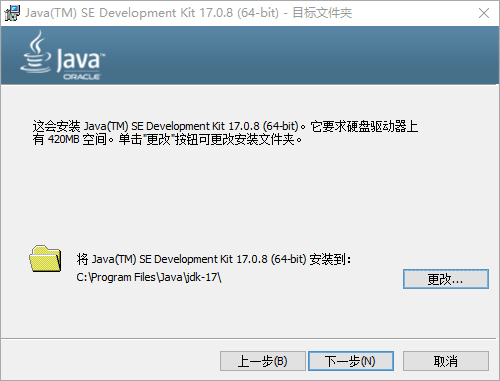 Java(TM) SE Development Kit 17.0.8 (64-bit) - 目标文件夹
Java™
ORACLE
这会安装 Java(TM) SE Development Kit 17.0.8 (64-bit)。它要求硬盘驱动器上
有 420MB 空间。单击"更改"按钮可更改安装文件夹。
将 Java(TM) SE Development Kit 17.0.8 (64-bit) 安装到：
C:\Program Files\Java\jdk-17\
更改...
上一步(B)
下一步(N)
取消